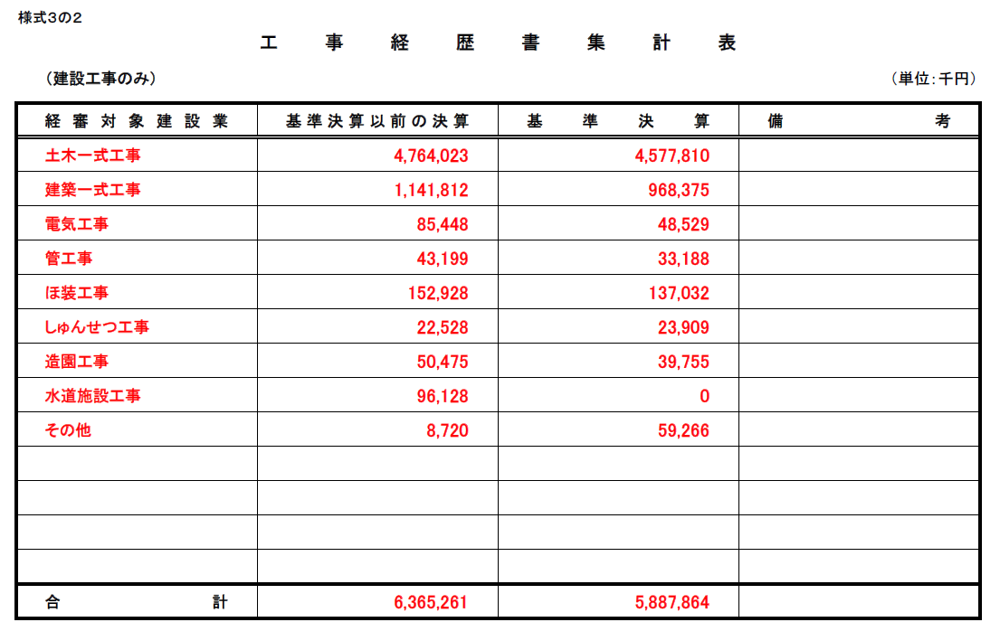 様式3の2
工事経歴書集計表
（建設工事のみ） （単位：千円）
経審対象建設業 基準決算以前の決算 基準決算 備考
土木一式工事 4,764,023 4,577,810
建築一式工事 1,141,812 968,375
電気工事 85,448 48,529
管工事 43,199 33,188
ほ装工事 152,928 137,032
しゅんせつ工事 22,528 23,909
造園工事 50,475 39,755
水道施設工事 96,128 0
その他 8,720 59,266
合計 6,365,261 5,887,864